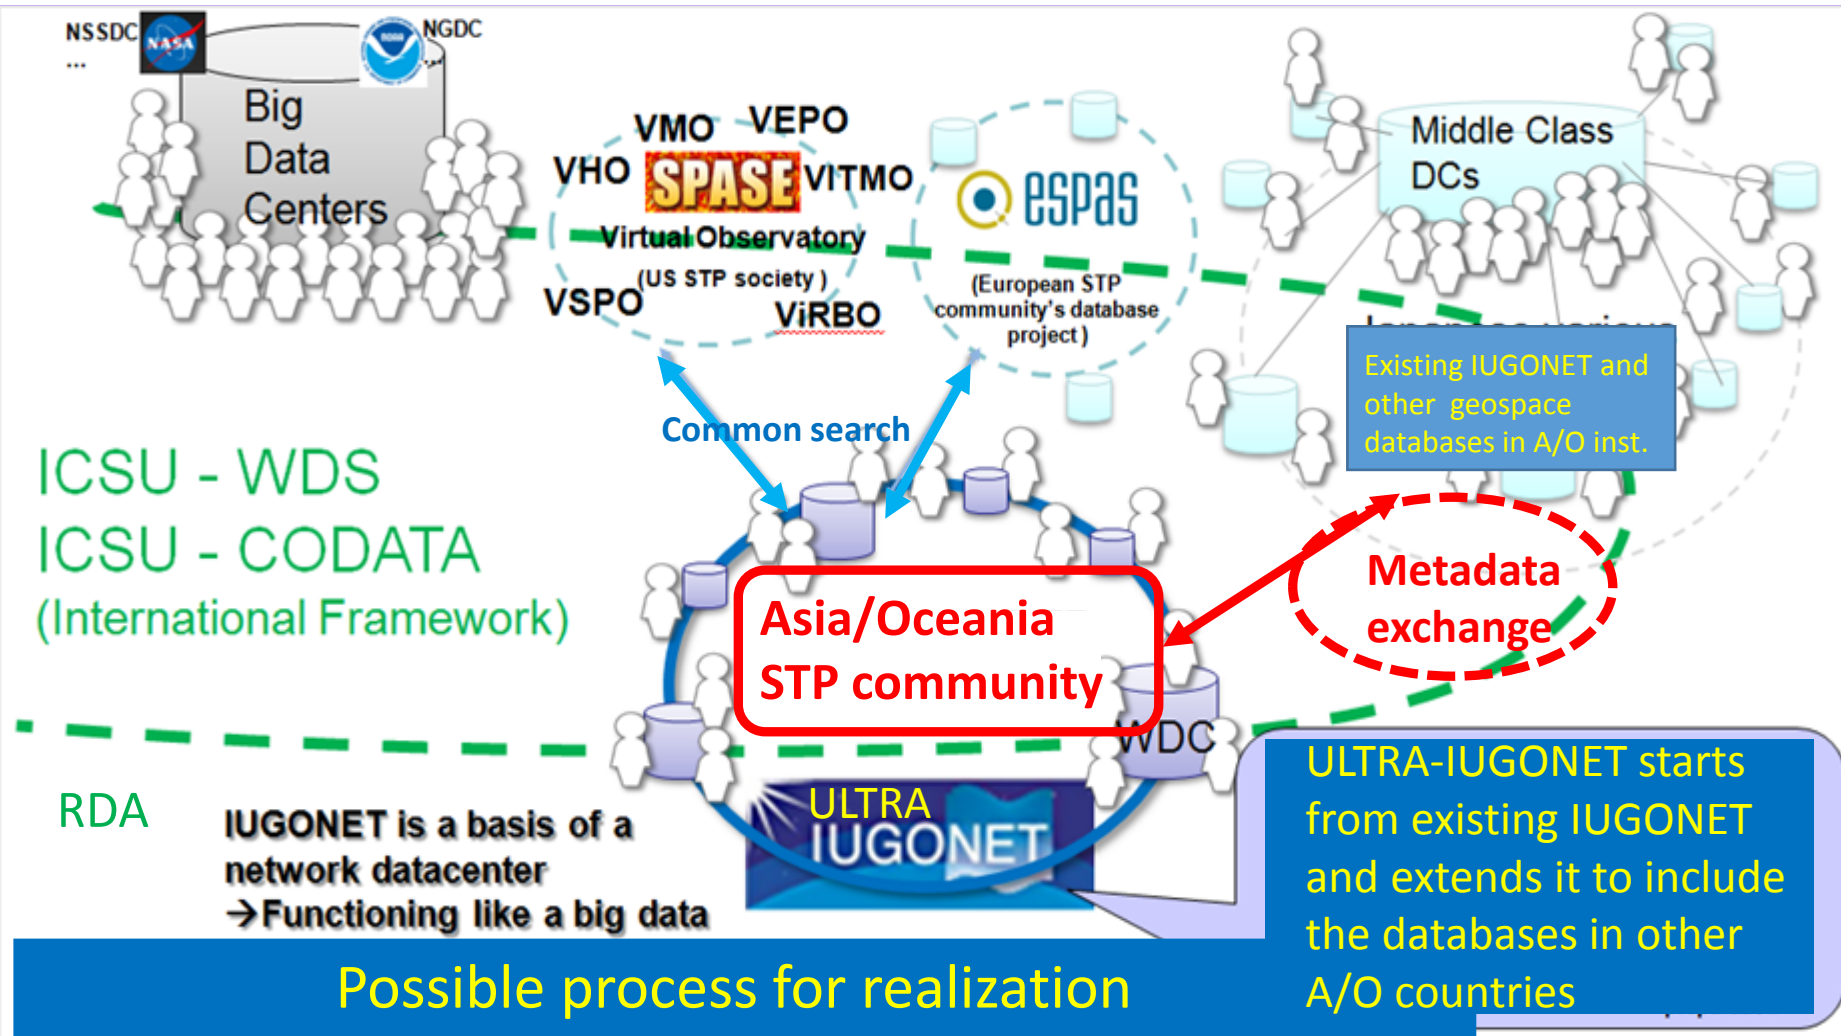 NSSDC
...
NASA
NGDC
...
noaa
Big
Data
Centers
VMO
VEPO
VHO
SPASE
VITMO
Virtual Observatory
(US STP society )
VSPO
ViRBO
espas
(European STP
community's database
project )
Middle Class
DCs
Existing IUGONET and
other geospace
databases in A/O inst.
Common search
ICSU - WDS
ICSU - CODATA
(International Framework)
Metadata
exchange
Asia/Oceania
STP community
WDC
RDA
ULTRA
IUGONET
IUGONET is a basis of a
network datacenter
→Functioning like a big data
ULTRA-IUGONET starts
from existing IUGONET
and extends it to include
the databases in other
A/O countries
Possible process for realization